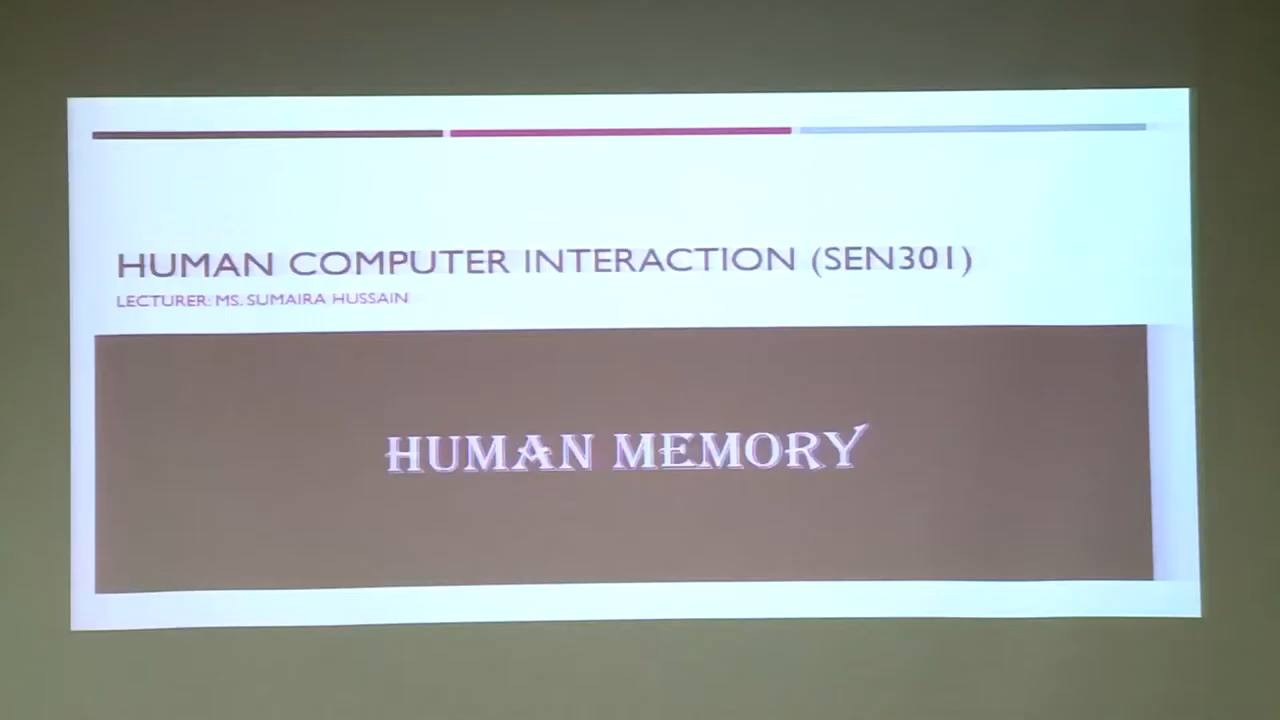 HUMAN COMPUTER INTERACTION (SEN301)
LECTURER: MS. SUMAIRA HUSSAIN
HUMAN MEMORY